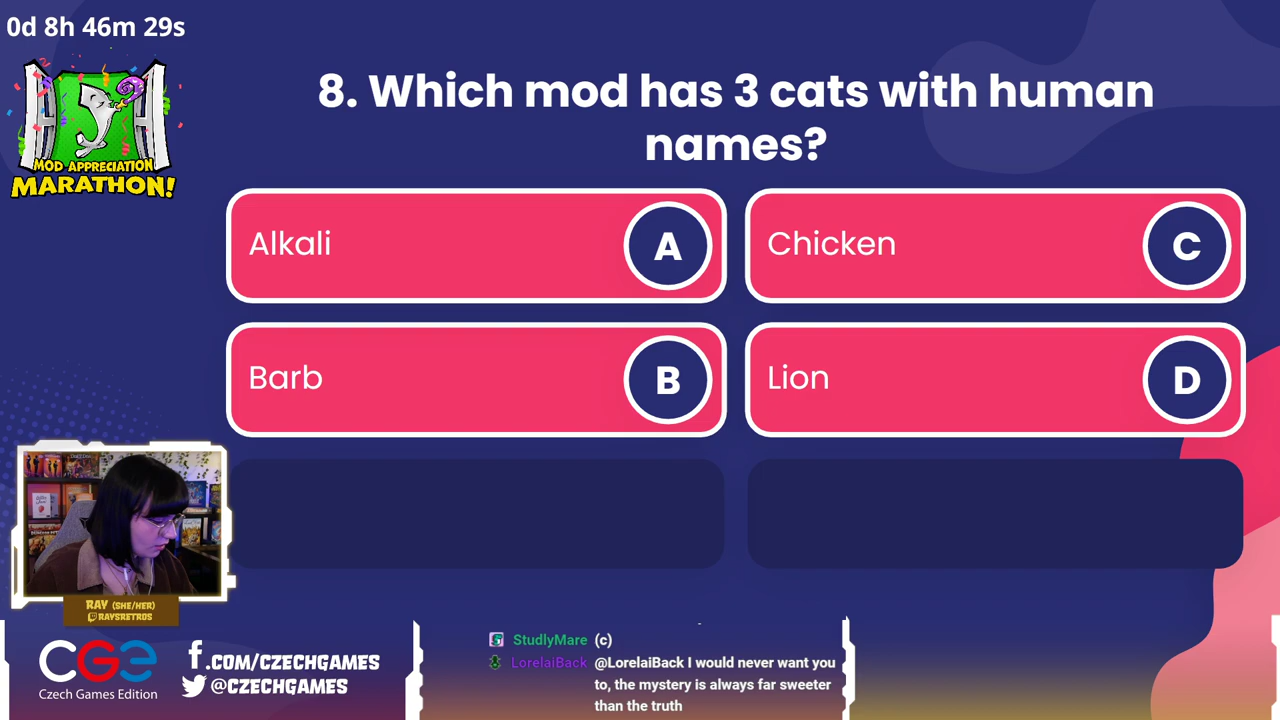 0d 8h 46m 29s
MOD APPRECIATION
MARATHON!
8. Which mod has 3 cats with human
names?
Alkali
A
Chicken
C
Barb
B
Lion
D
RAY (SHE/HER)
RAYSRETROS
CGE
Czech Games Edition
f.COM/CZECHGAMES
@CZECHGAMES
StudlyMare (c)
LorelaiBack @LorelaiBack I would never want you
to, the mystery is always far sweeter
than the truth